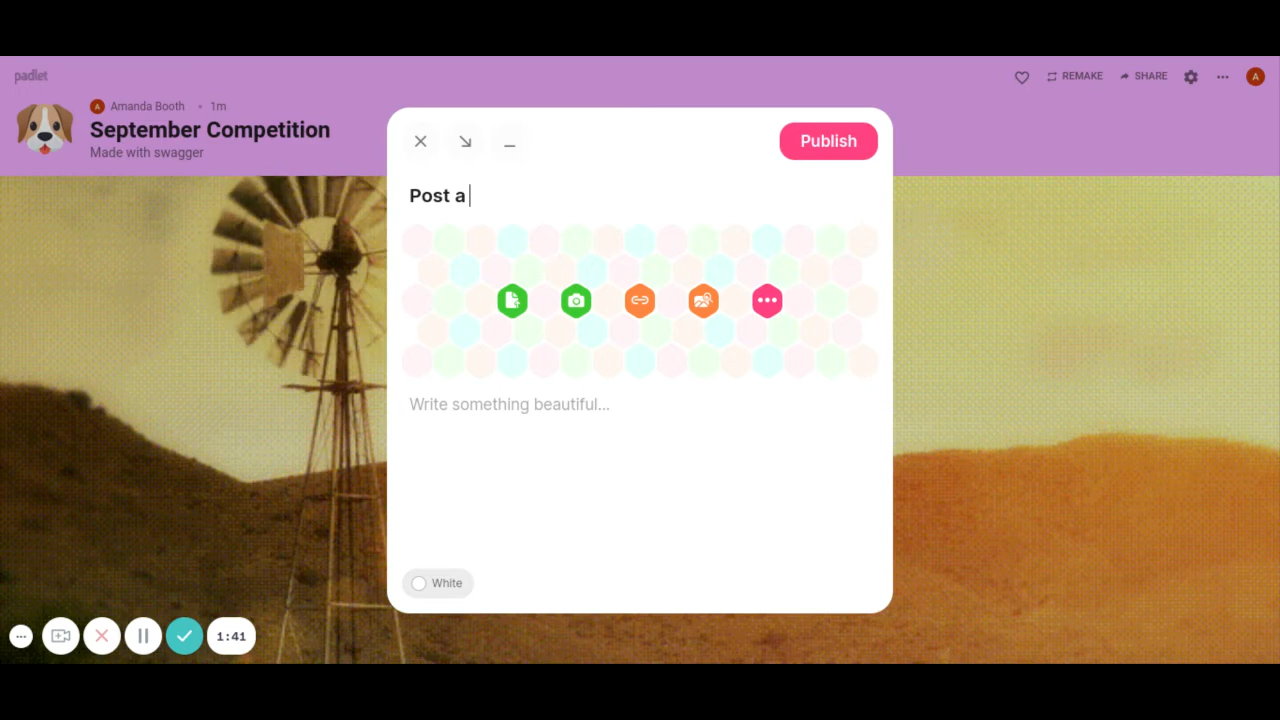 padlet
REMAKE
SHARE
A
A Amanda Booth • 1m
September Competition
Made with swagger
Publish
Post a
Write something beautiful...
White
1:41